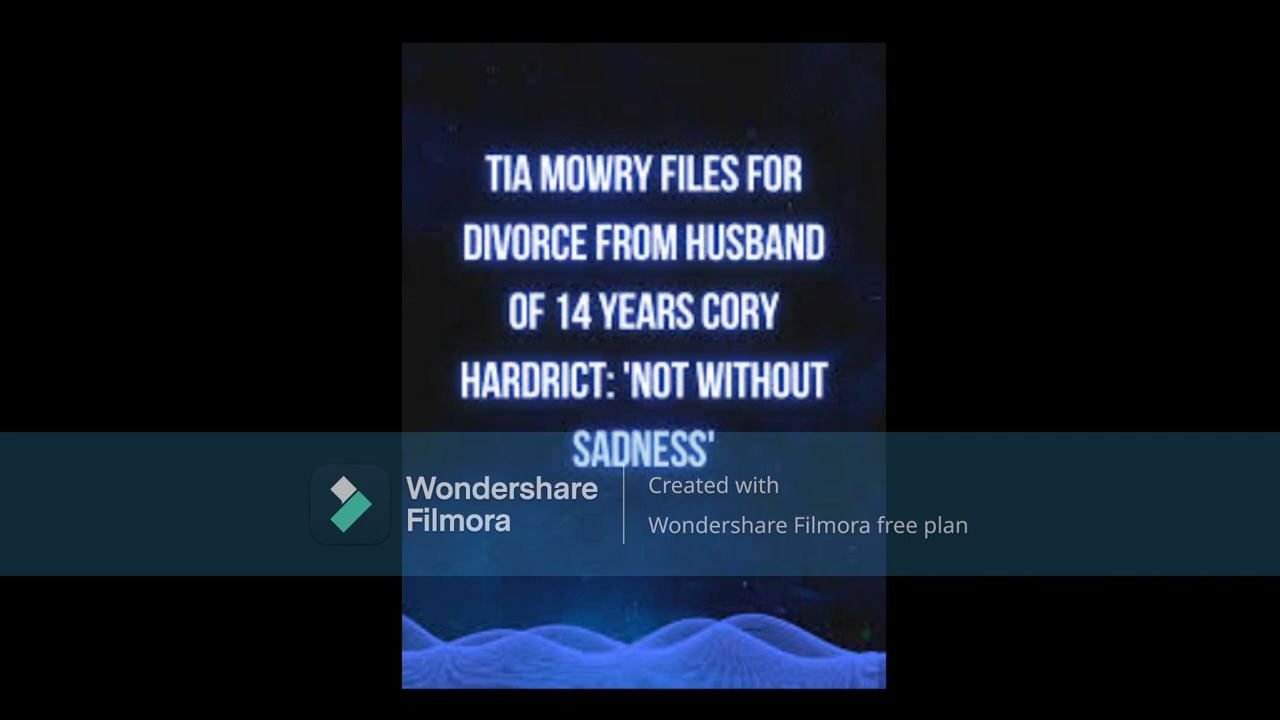 TIA MOWRY FILES FOR
DIVORCE FROM HUSBAND
OF 14 YEARS CORY
HARDRICT: 'NOT WITHOUT
SADNESS'
Wondershare
Filmora
Created with
Wondershare Filmora free plan